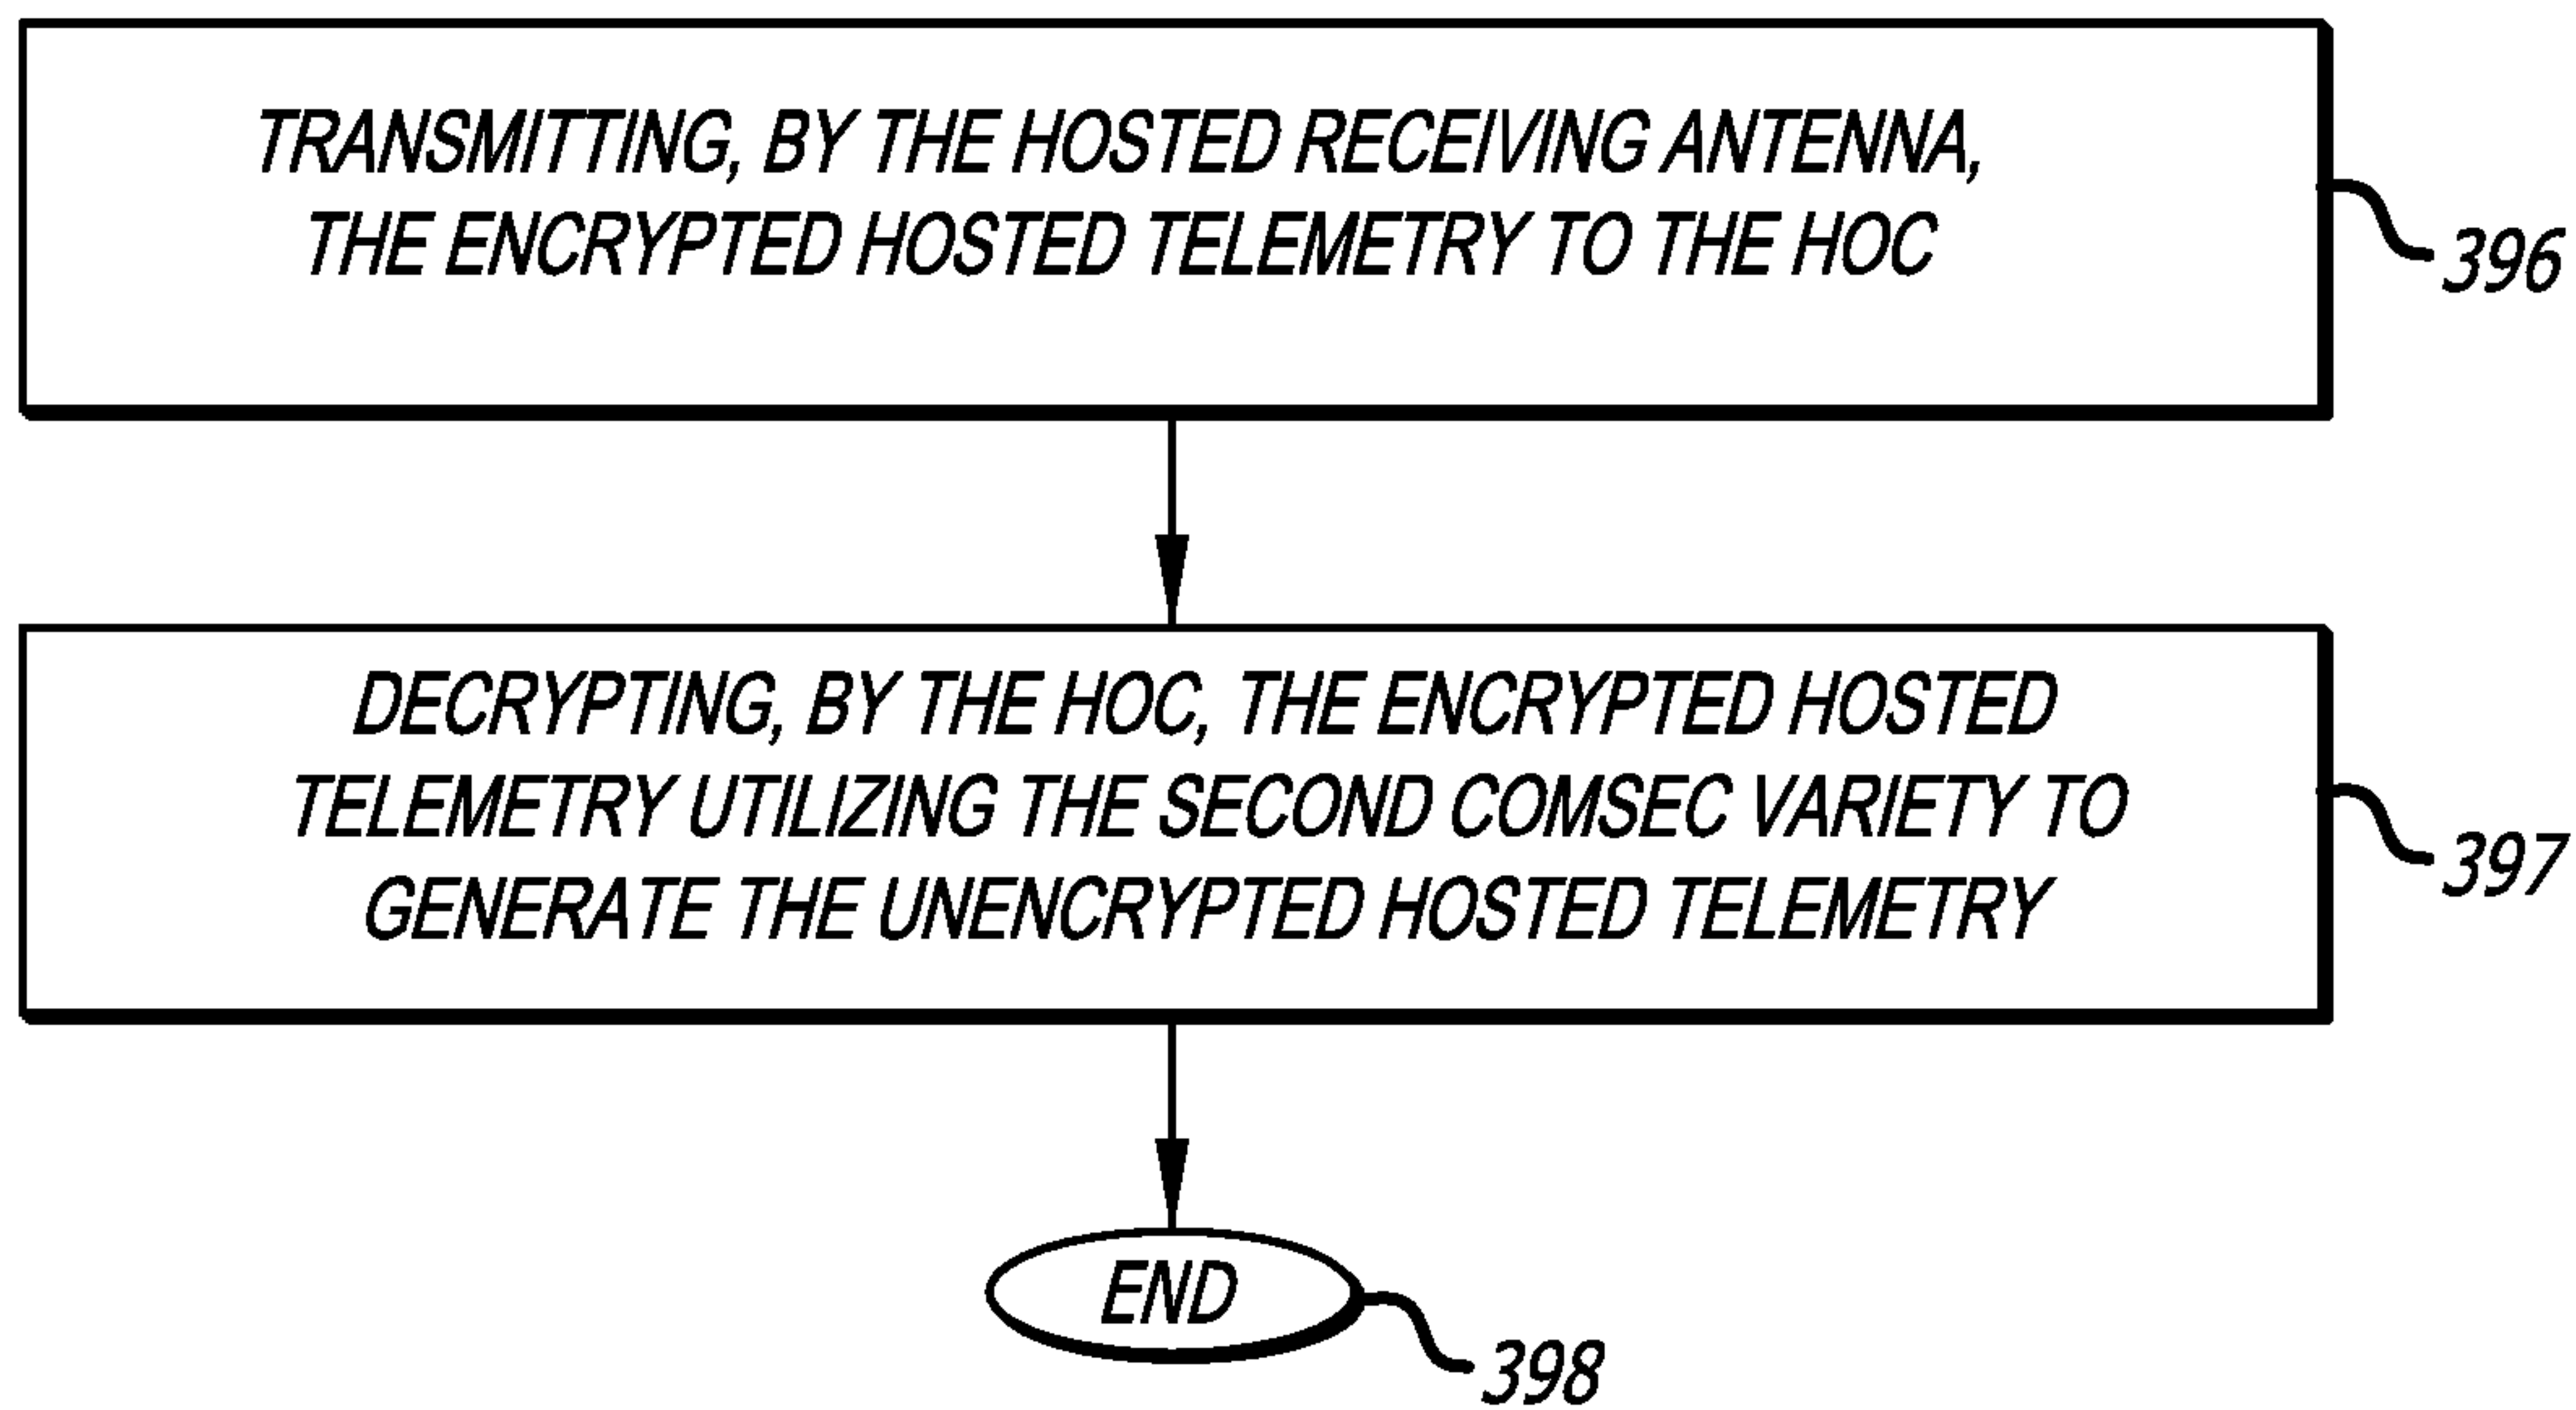 TRANSMITTING, BY THE HOSTED RECEIVING ANTENNA,
THE ENCRYPTED HOSTED TELEMETRY TO THE HOC
396
DECRYPTING, BY THE HOC, THE ENCRYPTED HOSTED
TELEMETRY UTILIZING THE SECOND COMSEC VARIETY TO
GENERATE THE UNENCRYPTED HOSTED TELEMETRY
397
END
398